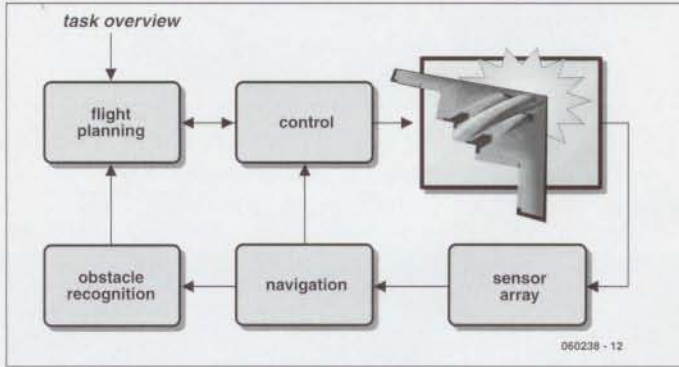 task overview
flight
planning
control
obstacle
recognition
navigation
sensor
array
060238 - 12